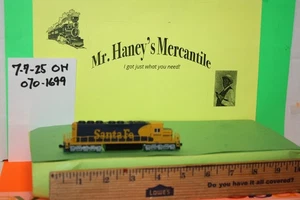 Mr. Haney's Mercantile
I got just what you need!
7-9-25 ON
070-1699
Santa Fe
LOWE'S
Do you have it all covered?